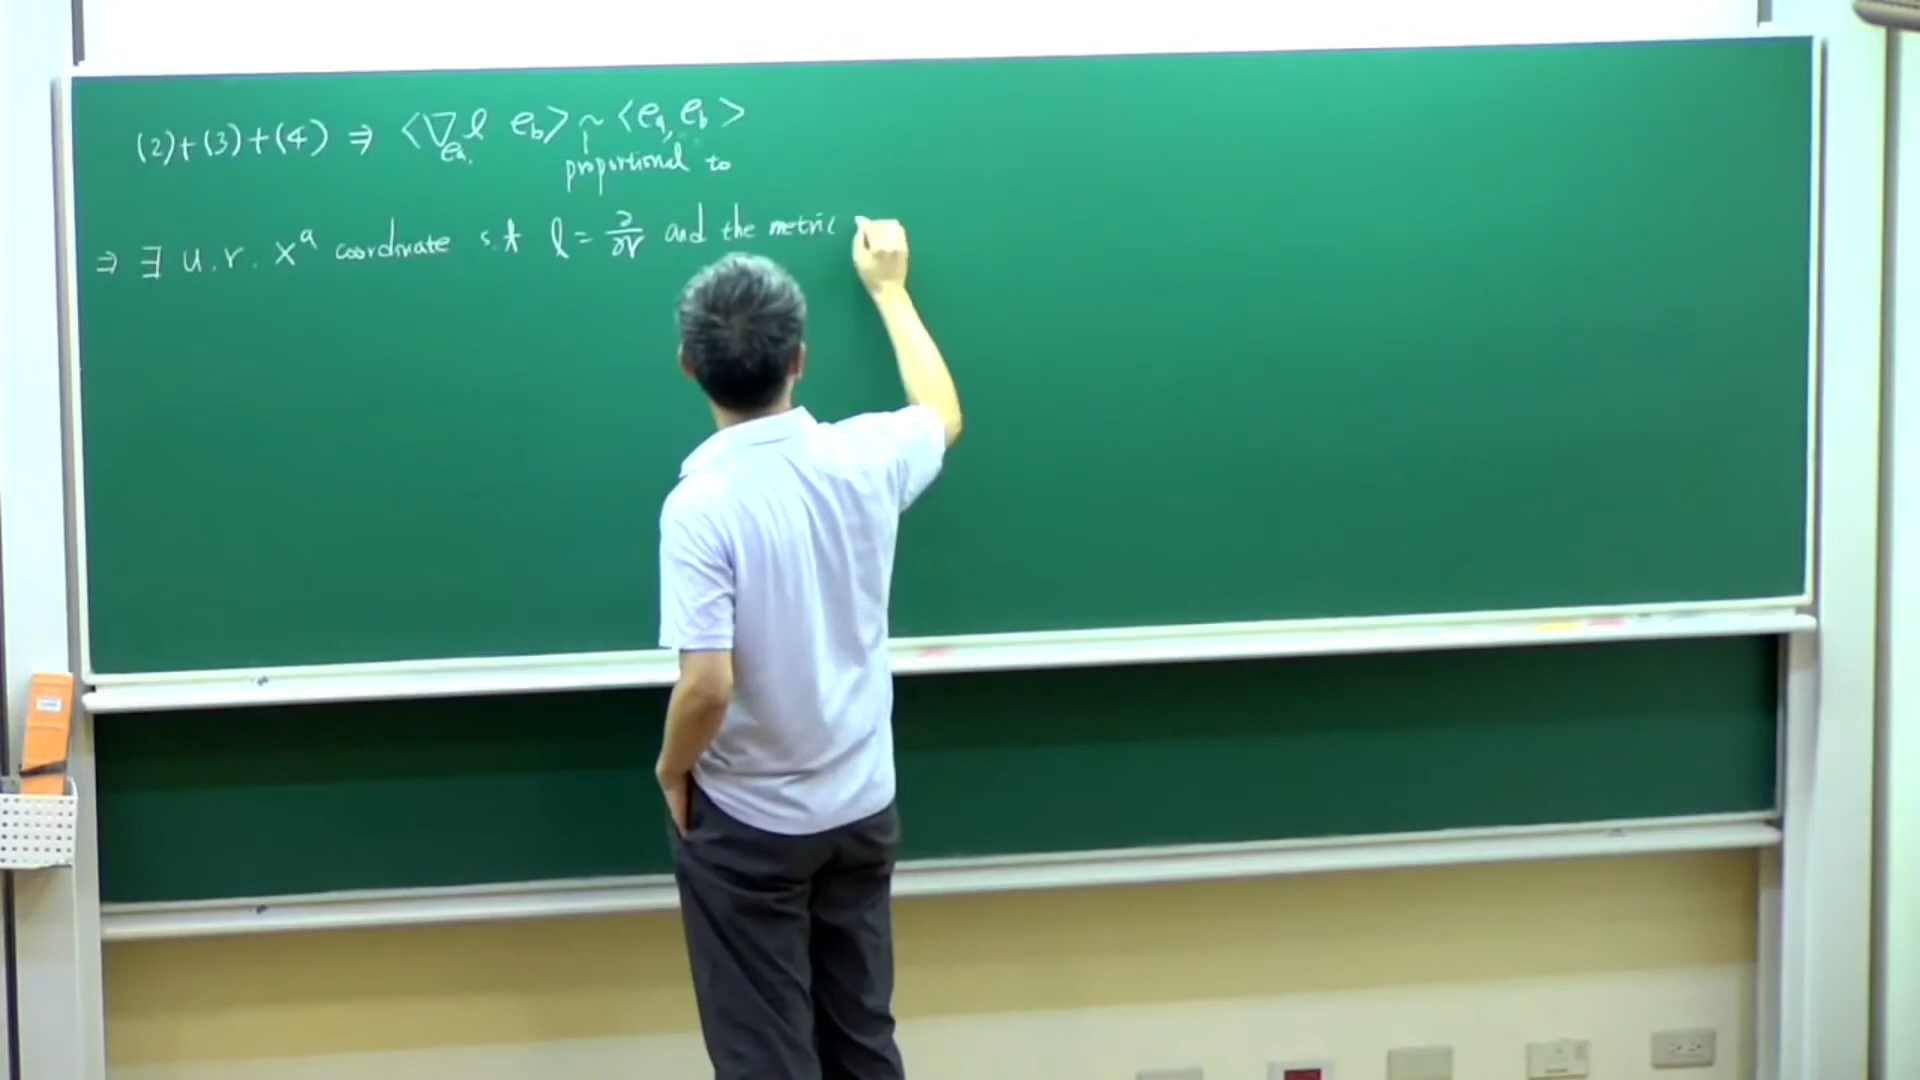 (2)+(3)+(4) ⇒ ⟨∇_{e_a} ℓ e_b⟩ ~ ⟨e_a, e_b⟩
proportional to
⇒ ∃ u. r. x^a coordinate s.t ℓ = ∂/∂r and the metric